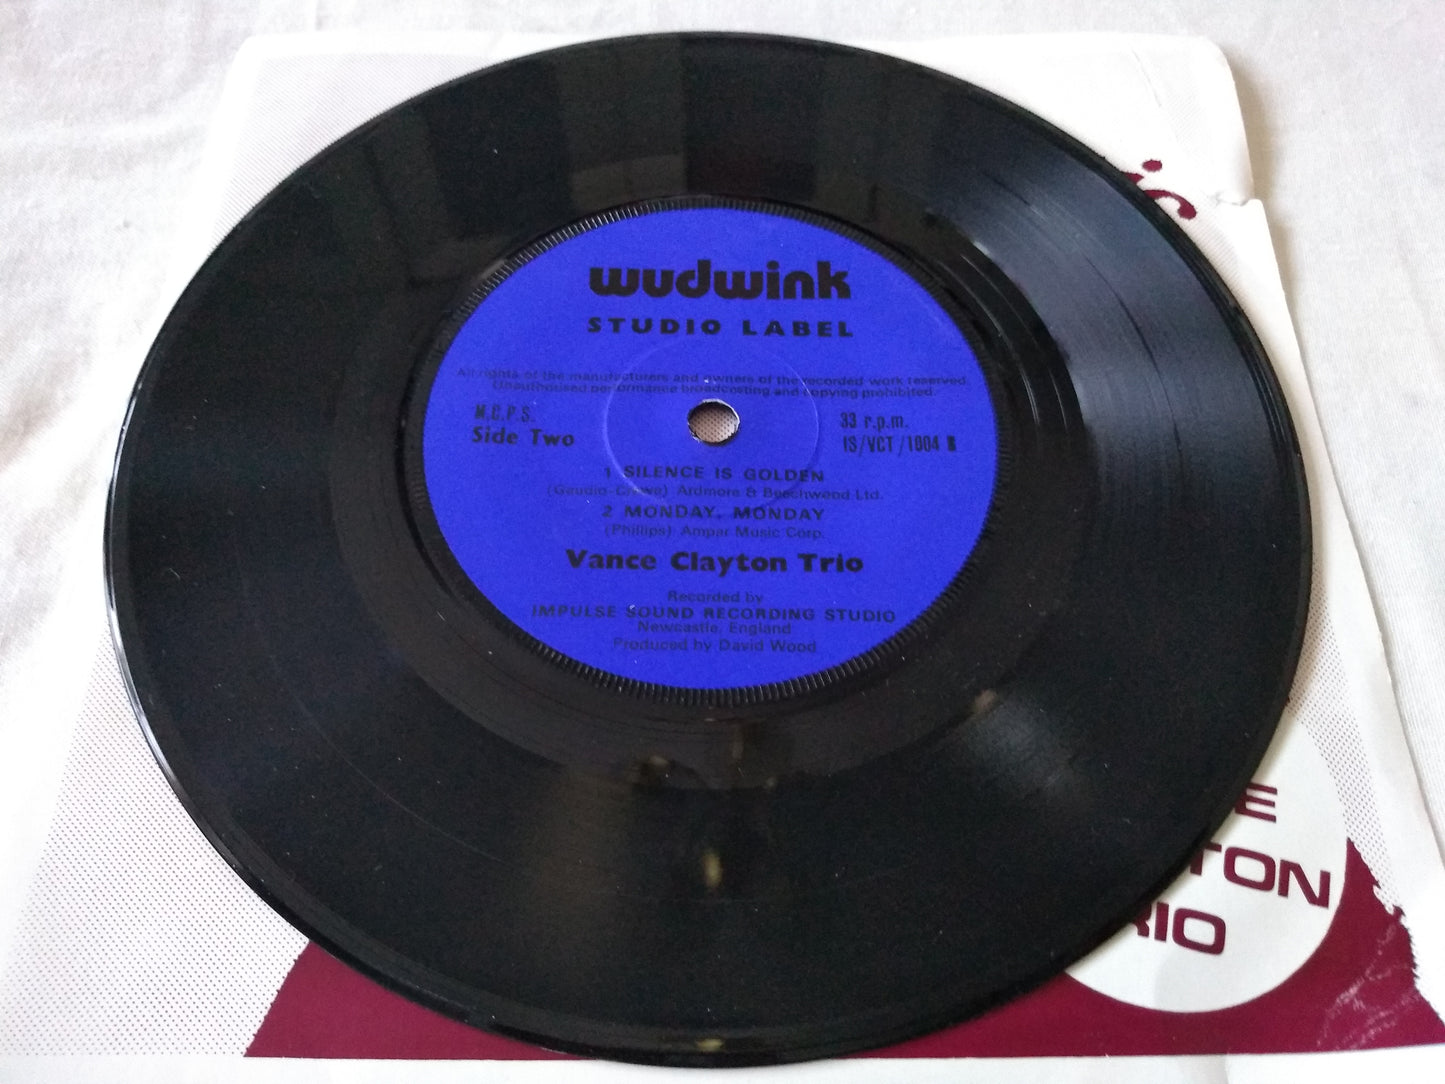 wudwink
STUDIO LABEL
All rights of the manufacturers and owners of the recorded work reserved.
Unauthorised performance broadcasting and copying prohibited.
M.C.P.S.
Side Two
33 r.p.m.
IS/VCT/1004 B
1 SILENCE IS GOLDEN
(Gaudio-Crewe) Ardmore & Beechwood Ltd.
2 MONDAY, MONDAY
(Phillips) Ampar Music Corp.
Vance Clayton Trio
Recorded by
IMPULSE SOUND RECORDING STUDIO
Newcastle, England
Produced by David Wood
E
TON
RIO